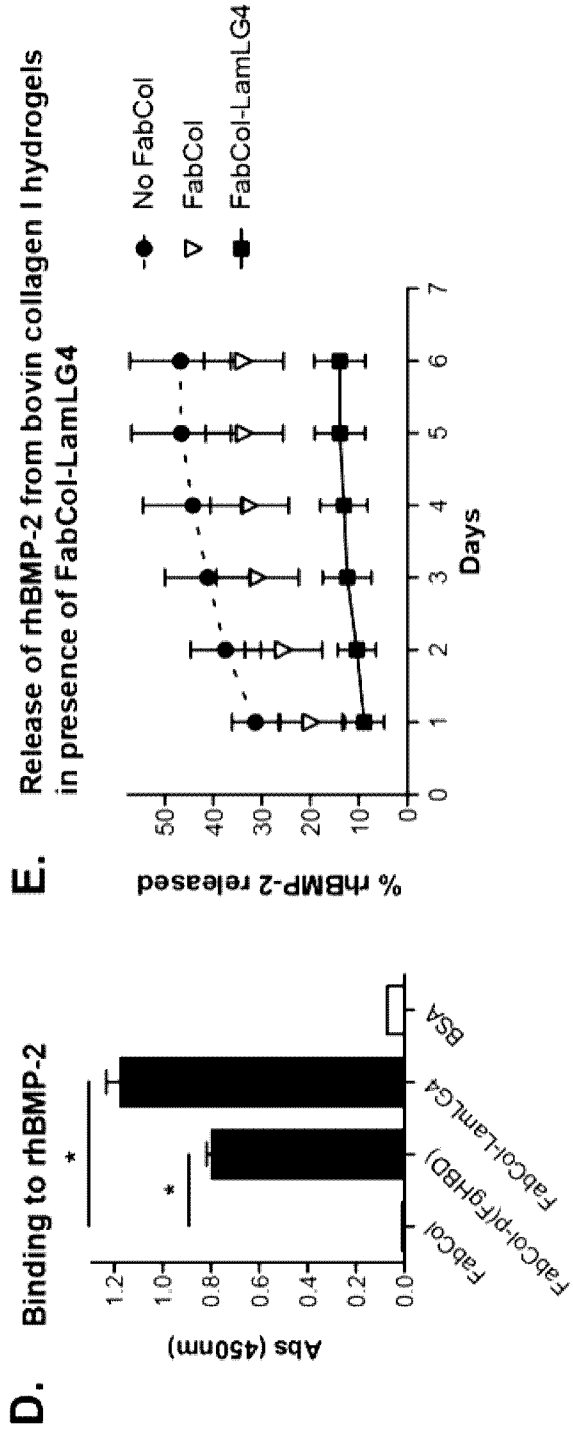 D.
Binding to rhBMP-2
*
*
Abs (450nm)
1.2
1.0
0.8
0.6
0.4
0.2
0.0
FabCol
FabCol-p(FgHBD)
FabCol-LamLG4
BSA
E.
Release of rhBMP-2 from bovin collagen I hydrogels
in presence of FabCol-LamLG4
% rhBMP-2 released
50
40
30
20
10
0
0 1 2 3 4 5 6 7
Days
No FabCol
FabCol
FabCol-LamLG4